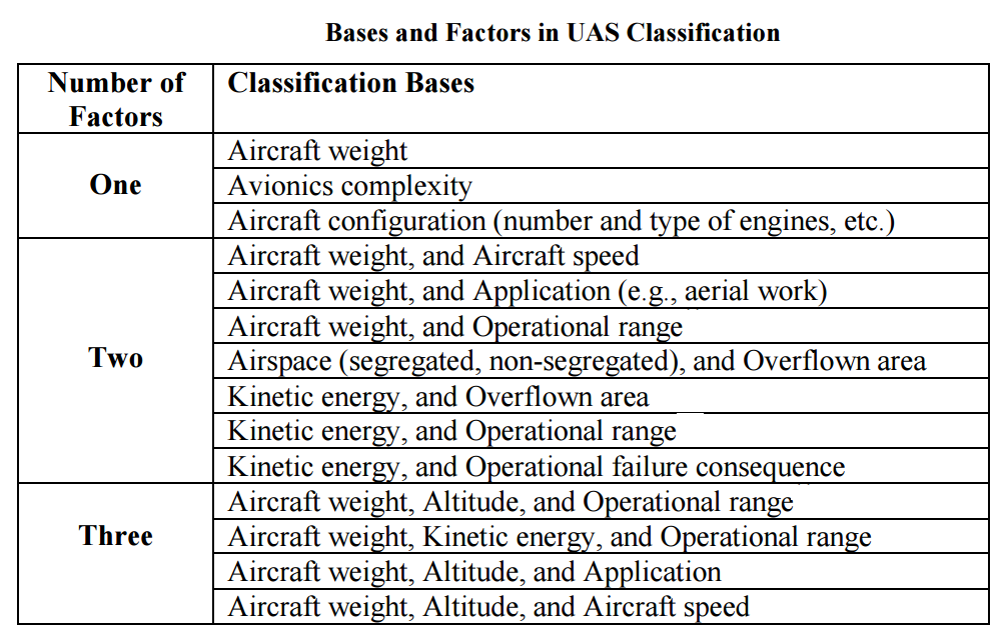 Bases and Factors in UAS Classification
Number of
Factors
Classification Bases
One
Aircraft weight
Avionics complexity
Aircraft configuration (number and type of engines, etc.)
Two
Aircraft weight, and Aircraft speed
Aircraft weight, and Application (e.g., aerial work)
Aircraft weight, and Operational range
Airspace (segregated, non-segregated), and Overflown area
Kinetic energy, and Overflown area
Kinetic energy, and Operational range
Kinetic energy, and Operational failure consequence
Three
Aircraft weight, Altitude, and Operational range
Aircraft weight, Kinetic energy, and Operational range
Aircraft weight, Altitude, and Application
Aircraft weight, Altitude, and Aircraft speed